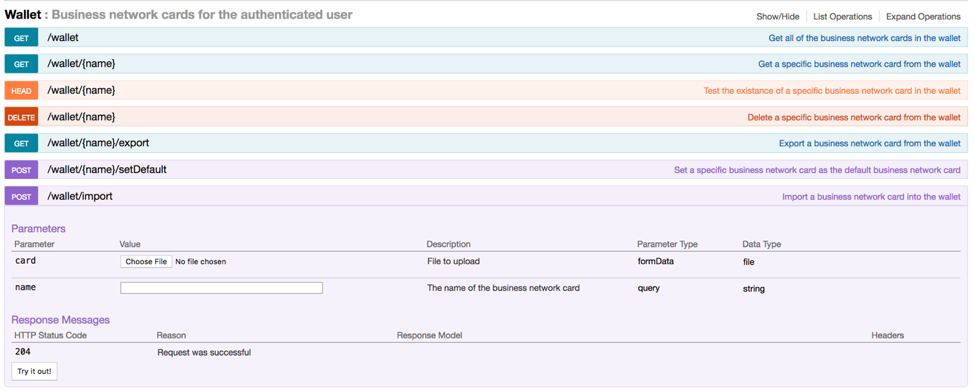 Wallet : Business network cards for the authenticated user
Show/Hide List Operations Expand Operations
GET /wallet Get all of the business network cards in the wallet
GET /wallet/{name} Get a specific business network card from the wallet
HEAD /wallet/{name} Test the existance of a specific business network card in the wallet
DELETE /wallet/{name} Delete a specific business network card from the wallet
GET /wallet/{name}/export Export a business network card from the wallet
POST /wallet/{name}/setDefault Set a specific business network card as the default business network card
POST /wallet/import Import a business network card into the wallet
Parameters
Parameter Value Description Parameter Type Data Type
card Choose File No file chosen File to upload formData file
name The name of the business network card query string
Response Messages
HTTP Status Code Reason Response Model Headers
204 Request was successful
Try it out!